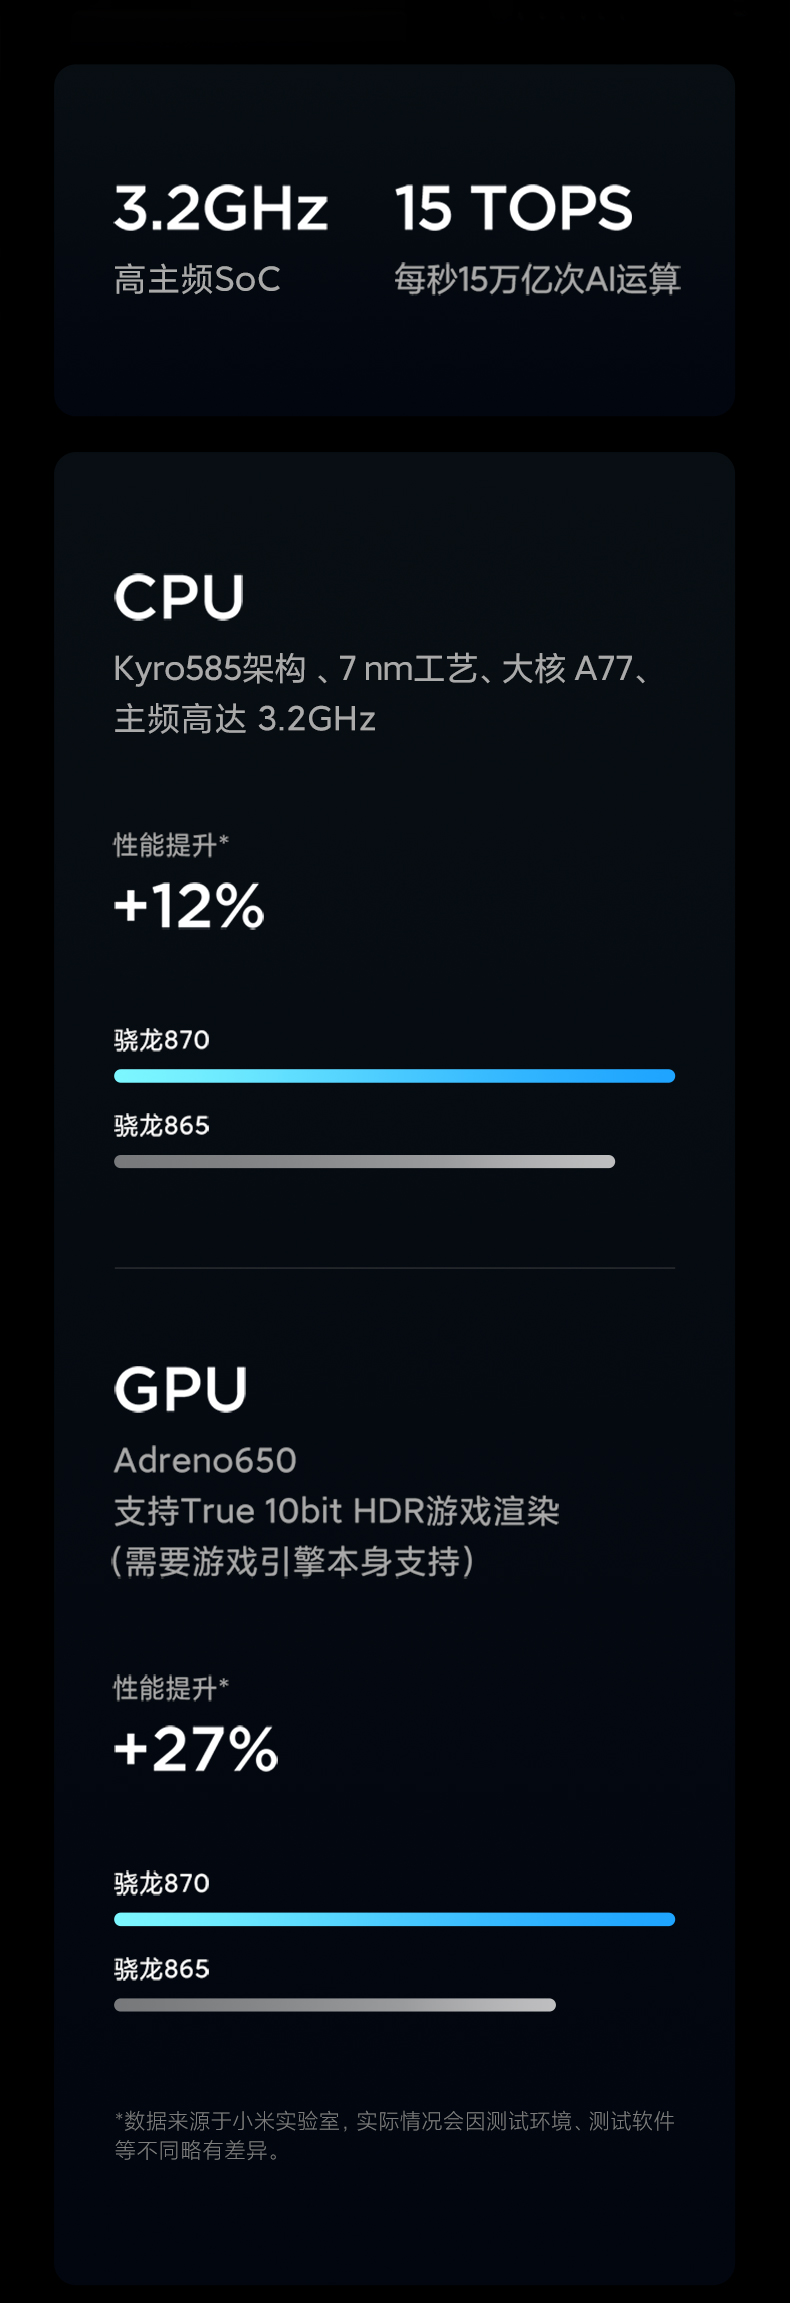 3.2GHz 15 TOPS
高主频SoC 每秒15万亿次AI运算
CPU
Kyro585架构、7 nm工艺、大核 A77、
主频高达 3.2GHz
性能提升*
+12%
骁龙870
骁龙865
GPU
Adreno650
支持True 10bit HDR游戏渲染
(需要游戏引擎本身支持)
性能提升*
+27%
骁龙870
骁龙865
*数据来源于小米实验室，实际情况会因测试环境、测试软件
等不同略有差异。